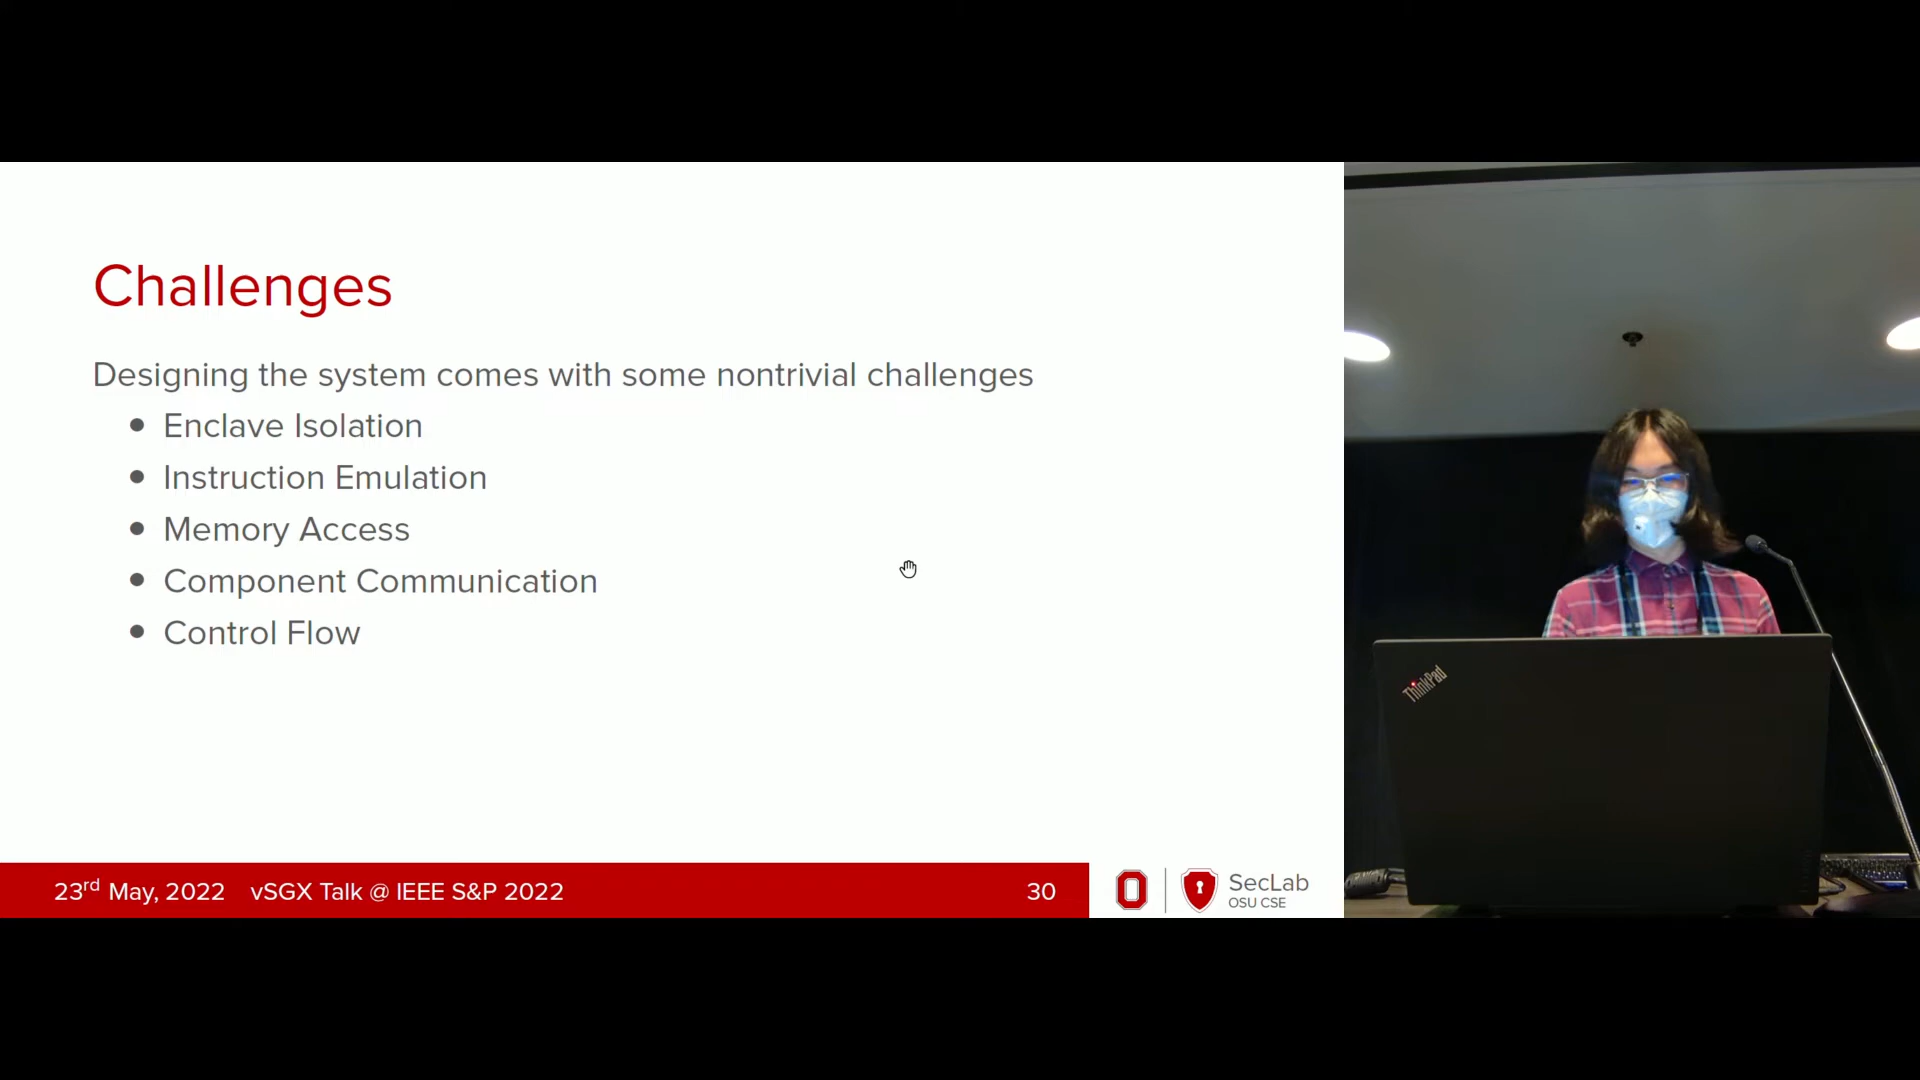 Challenges
Designing the system comes with some nontrivial challenges
• Enclave Isolation
• Instruction Emulation
• Memory Access
• Component Communication
• Control Flow
23rd May, 2022 vSGX Talk @ IEEE S&P 2022 30
SecLab
OSU CSE
ThinkPad